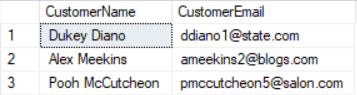 CustomerName CustomerEmail
1 Dukey Diano ddiano1@state.com
2 Alex Meekins ameekins2@blogs.com
3 Pooh McCutcheon pmccutcheon5@salon.com